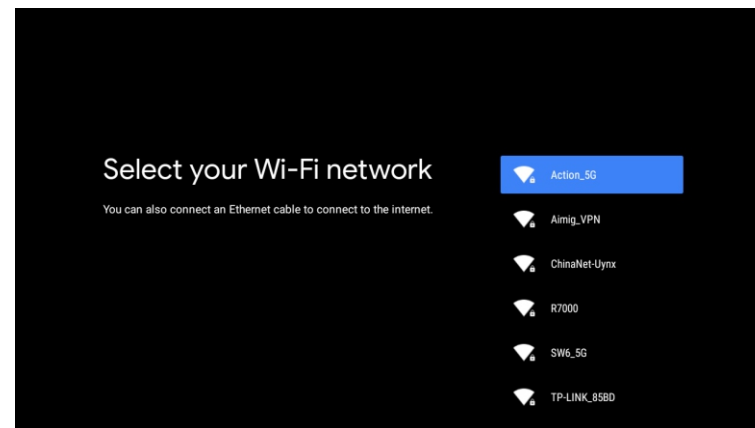 Select your Wi-Fi network
You can also connect an Ethernet cable to connect to the internet.
Action_5G
Aimig_VPN
ChinaNet-Uynx
R7000
SW6_5G
TP-LINK_85BD